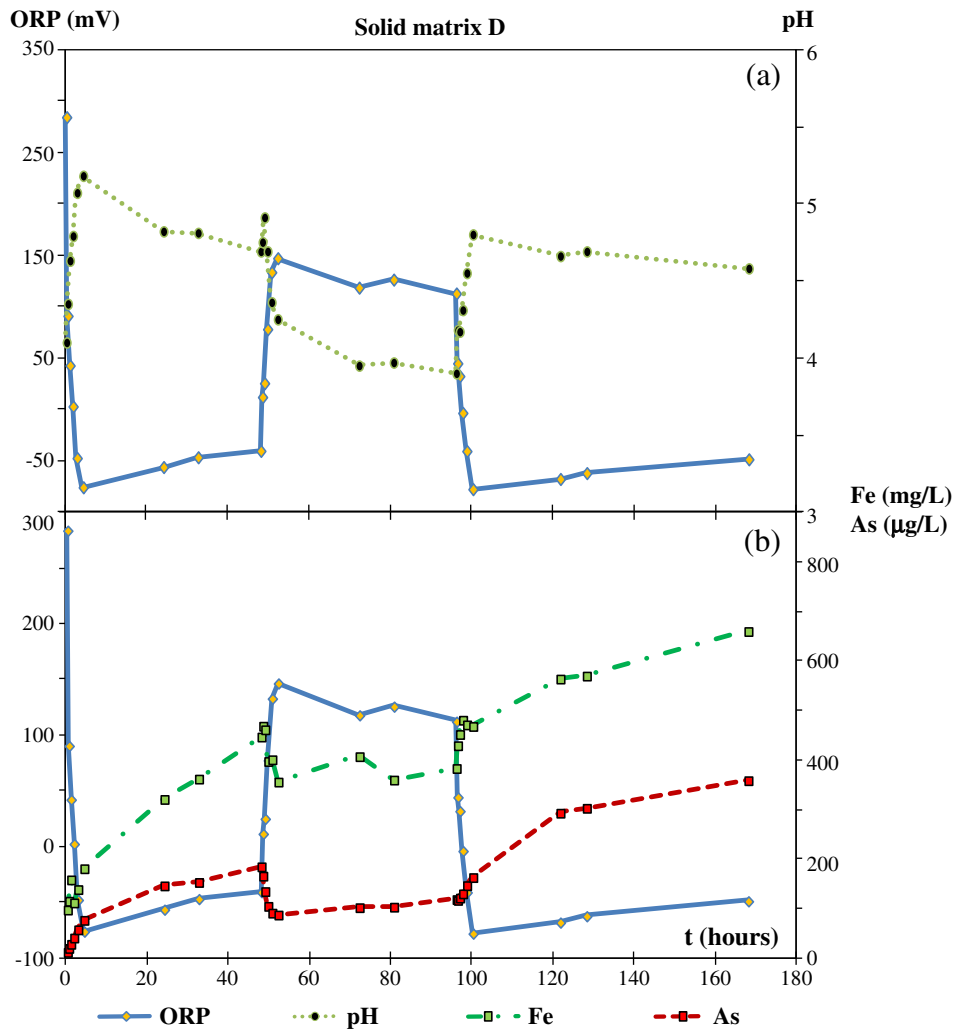 ORP (mV)
Solid matrix D
pH
350
6
(a)
250
5
150
50
4
-50
Fe (mg/L)
As (µg/L)
300
3
(b)
800
200
600
100
400
0
200
t (hours)
-100
0
0 20 40 60 80 100 120 140 160 180
ORP pH Fe As